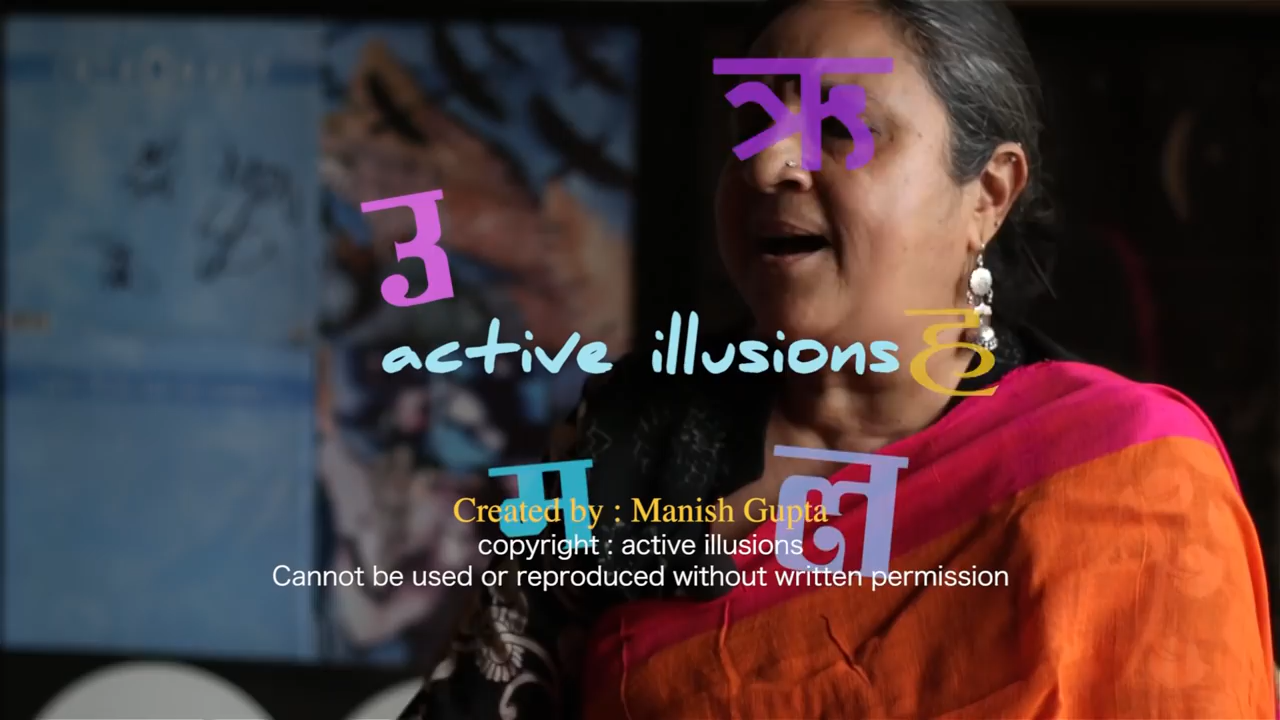 ऋ
उ
active illusions
ह
म
ल
Created by : Manish Gupta
copyright : active illusions
Cannot be used or reproduced without written permission